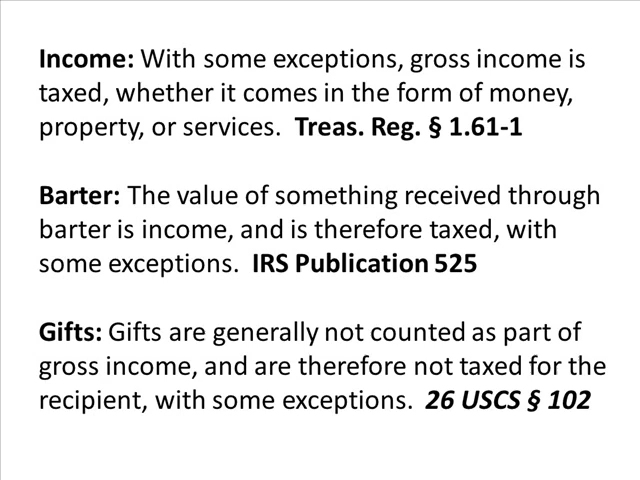 Income: With some exceptions, gross income is
taxed, whether it comes in the form of money,
property, or services.  Treas. Reg. § 1.61-1
Barter: The value of something received through
barter is income, and is therefore taxed, with
some exceptions.  IRS Publication 525
Gifts: Gifts are generally not counted as part of
gross income, and are therefore not taxed for the
recipient, with some exceptions.  26 USCS § 102